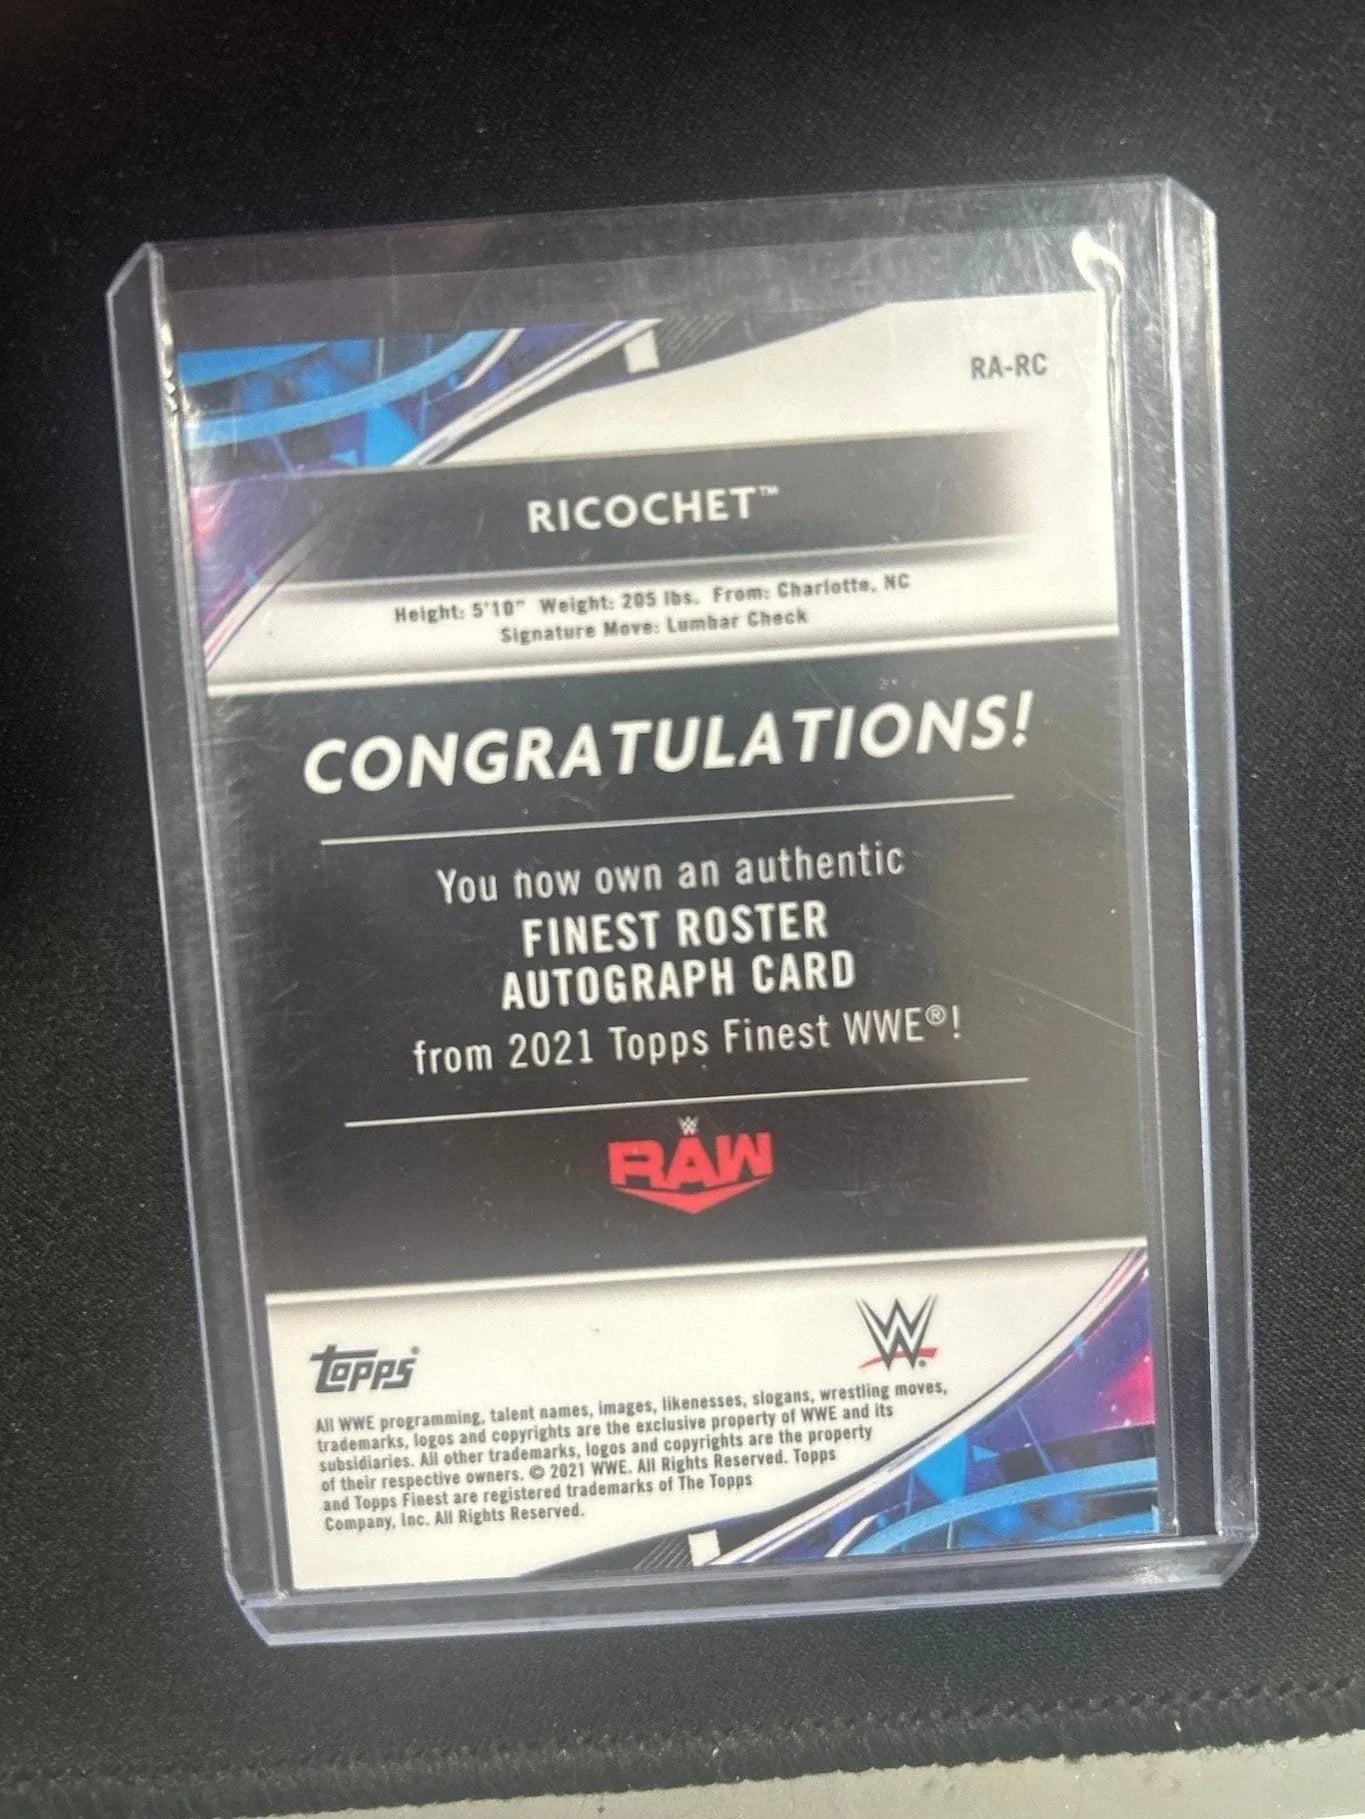 RA-RC
RICOCHET™
Height: 5'10" Weight: 205 lbs. From: Charlotte, NC
Signature Move: Lumbar Check
CONGRATULATIONS!
You now own an authentic
FINEST ROSTER
AUTOGRAPH CARD
from 2021 Topps Finest WWE®!
W
RAW
topps®
W®
All WWE programming, talent names, images, likenesses, slogans, wrestling moves,
trademarks, logos and copyrights are the exclusive property of WWE and its
subsidiaries. All other trademarks, logos and copyrights are the property
of their respective owners. © 2021 WWE. All Rights Reserved. Topps
and Topps Finest are registered trademarks of The Topps
Company, Inc. All Rights Reserved.